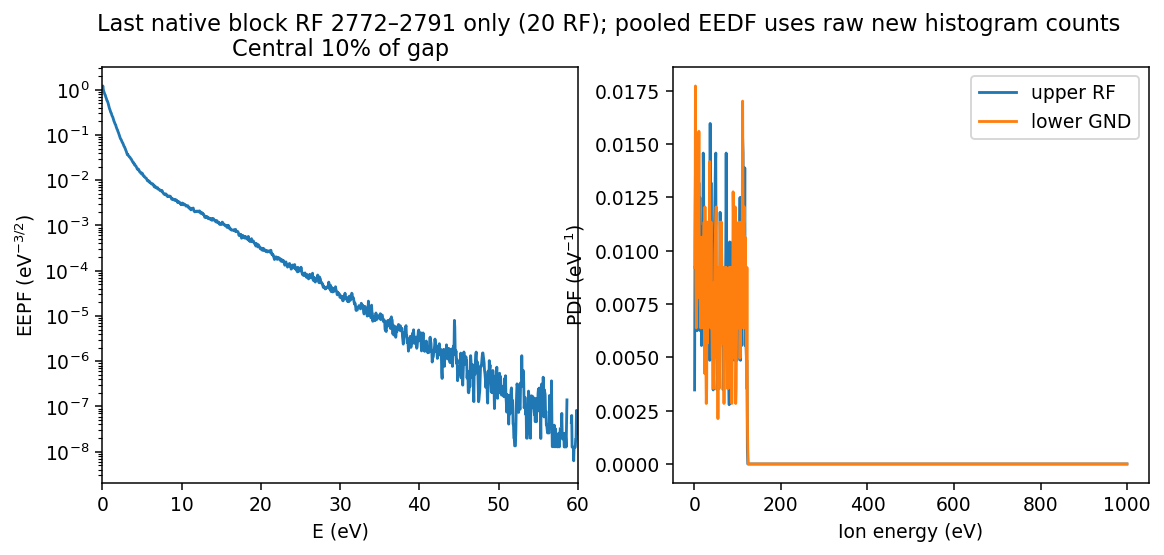 Last native block RF 2772–2791 only (20 RF); pooled EEDF uses raw new histogram counts
Central 10% of gap
EEPF (eV⁻³ᐟ²)
10⁰
10⁻¹
10⁻²
10⁻³
10⁻⁴
10⁻⁵
10⁻⁶
10⁻⁷
10⁻⁸
0 10 20 30 40 50 60
E (eV)
PDF (eV⁻¹)
0.0175
0.0150
0.0125
0.0100
0.0075
0.0050
0.0025
0.0000
upper RF
lower GND
0 200 400 600 800 1000
Ion energy (eV)